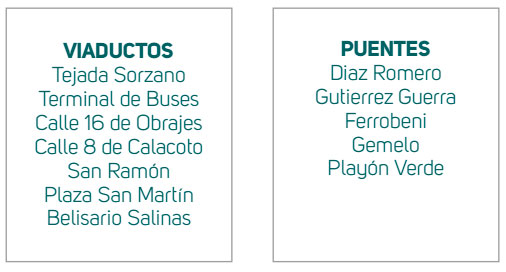 VIADUCTOS
Tejada Sorzano
Terminal de Buses
Calle 16 de Obrajes
Calle 8 de Calacoto
San Ramón
Plaza San Martín
Belisario Salinas
PUENTES
Diaz Romero
Gutierrez Guerra
Ferrobeni
Gemelo
Playón Verde